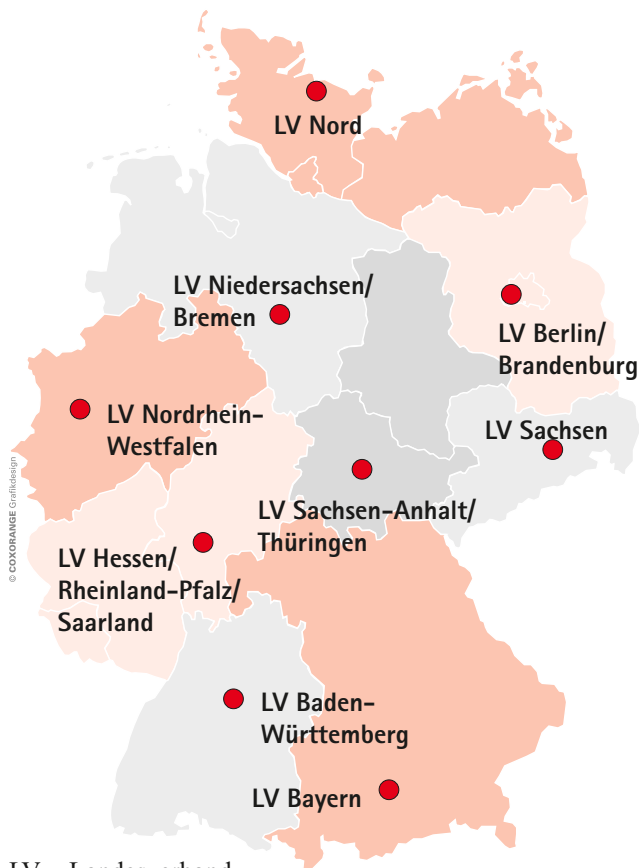 LV Nord
LV Niedersachsen/
Bremen
LV Berlin/
Brandenburg
LV Nordrhein-
Westfalen
LV Sachsen
LV Sachsen-Anhalt/
Thüringen
LV Hessen/
Rheinland-Pfalz/
Saarland
LV Baden-
Württemberg
LV Bayern
© COXORANGE Grafikdesign